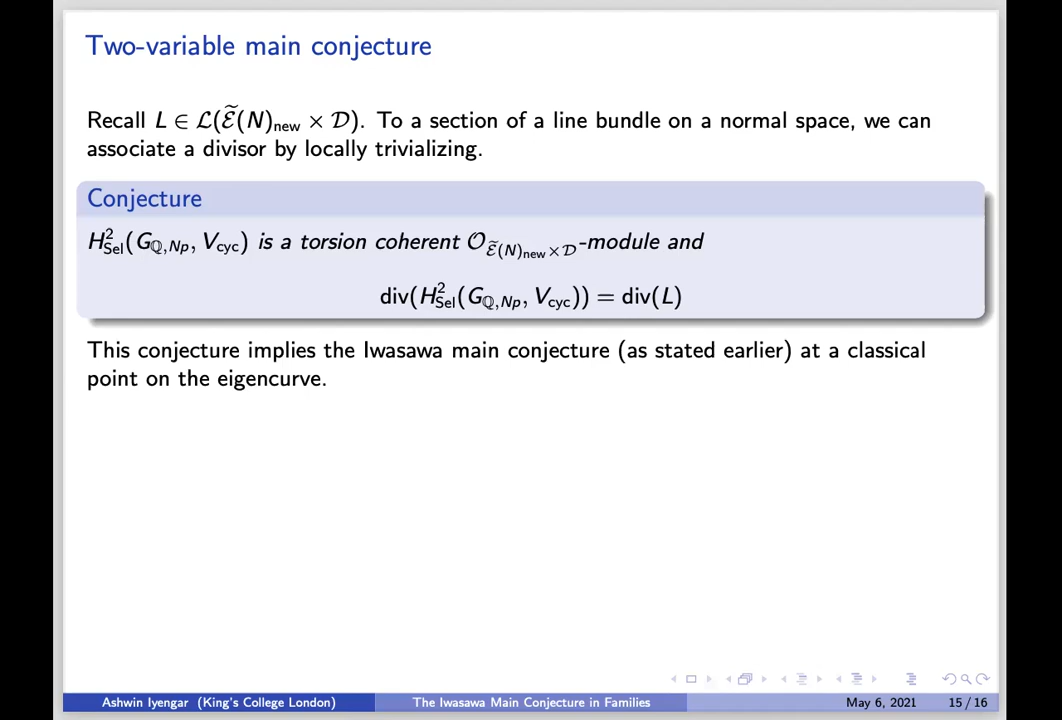 Two-variable main conjecture
Recall L ∈ ℒ(ℰ̃(N)_new × 𝒟). To a section of a line bundle on a normal space, we can
associate a divisor by locally trivializing.
Conjecture
H²_Sel(G_ℚ,Np, V_cyc) is a torsion coherent 𝒪_ℰ̃(N)_new×𝒟-module and
div(H²_Sel(G_ℚ,Np, V_cyc)) = div(L)
This conjecture implies the Iwasawa main conjecture (as stated earlier) at a classical
point on the eigencurve.
Ashwin Iyengar (King's College London) The Iwasawa Main Conjecture in Families May 6, 2021 15 / 16